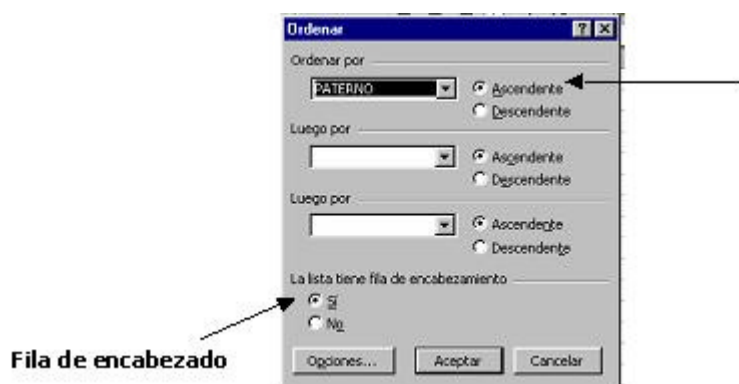 Ordenar
Ordenar por
PATERNO
Ascendente
Descendente
Luego por
Ascendente
Descendente
Luego por
Ascendente
Descendente
La lista tiene fila de encabezamiento
Sí
No
Fila de encabezado
Opciones... Aceptar Cancelar